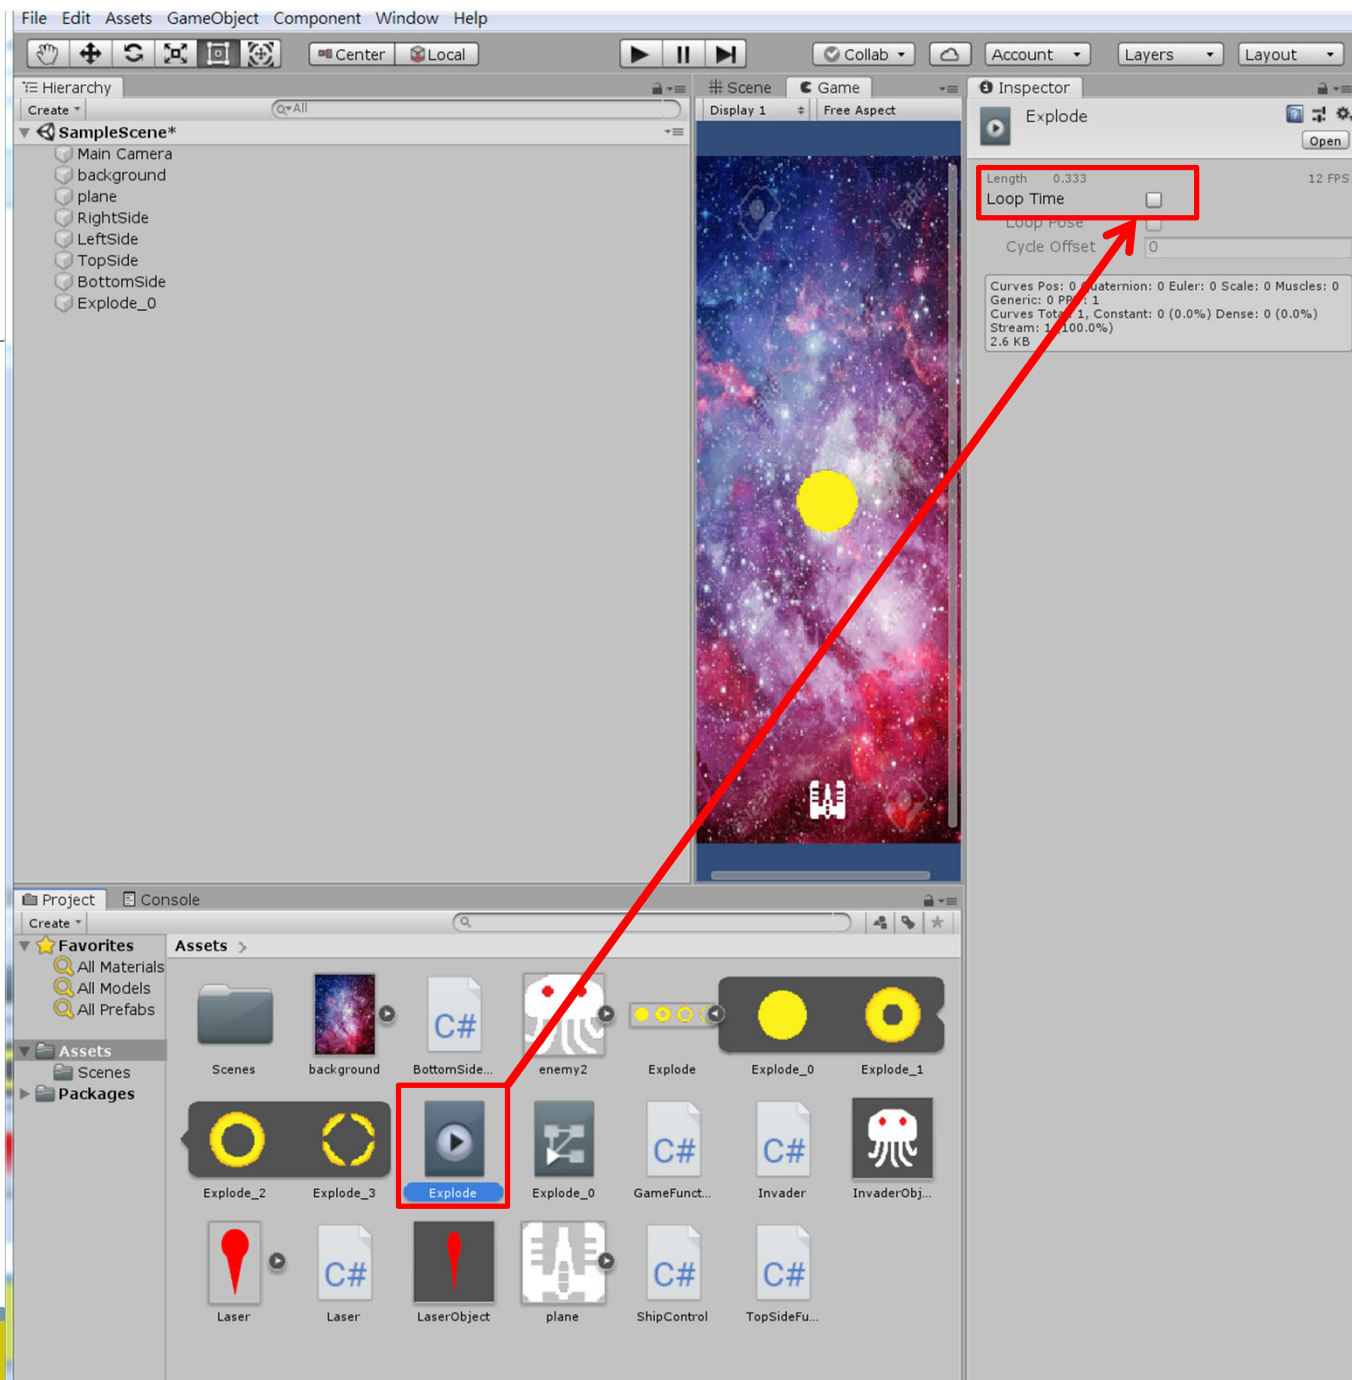 File Edit Assets GameObject Component Window Help
Center Local Collab Account Layers Layout
Hierarchy
Create All
SampleScene*
Main Camera
background
plane
RightSide
LeftSide
TopSide
BottomSide
Explode_0
Scene Game
Display 1 Free Aspect
Inspector
Explode
Open
Length 0.333 12 FPS
Loop Time
Loop Pose
Cycle Offset 0
Curves Pos: 0 Quaternion: 0 Euler: 0 Scale: 0 Muscles: 0
Generic: 0 PPtr: 1
Curves Total: 1, Constant: 0 (0.0%) Dense: 0 (0.0%)
Stream: 1 (100.0%)
2.6 KB
Project Console
Create
Favorites
All Materials
All Models
All Prefabs
Assets
Scenes
Packages
Assets >
C#
Scenes background BottomSide... enemy2 Explode Explode_0 Explode_1
C# C#
Explode_2 Explode_3 Explode Explode_0 GameFunct... Invader InvaderObj...
C# C# C#
Laser Laser LaserObject plane ShipControl TopSideFu...